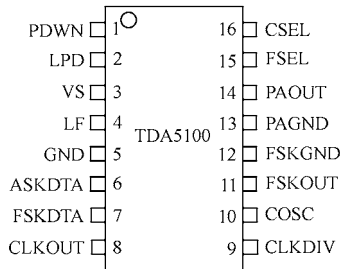 PDWN 1 16 CSEL
LPD 2 15 FSEL
VS 3 14 PAOUT
LF 4 13 PAGND
TDA5100
GND 5 12 FSKGND
ASKDTA 6 11 FSKOUT
FSKDTA 7 10 COSC
CLKOUT 8 9 CLKDIV